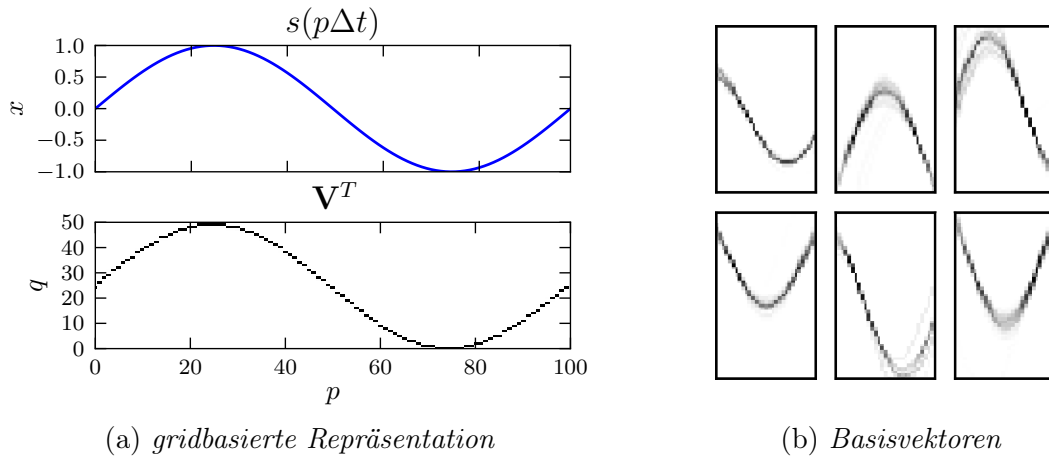 s(pΔt)
1.0
0.5
0.0
−0.5
−1.0
x
V^T
50
40
30
20
10
0
q
0 20 40 60 80 100
p
(a) gridbasierte Repräsentation
(b) Basisvektoren